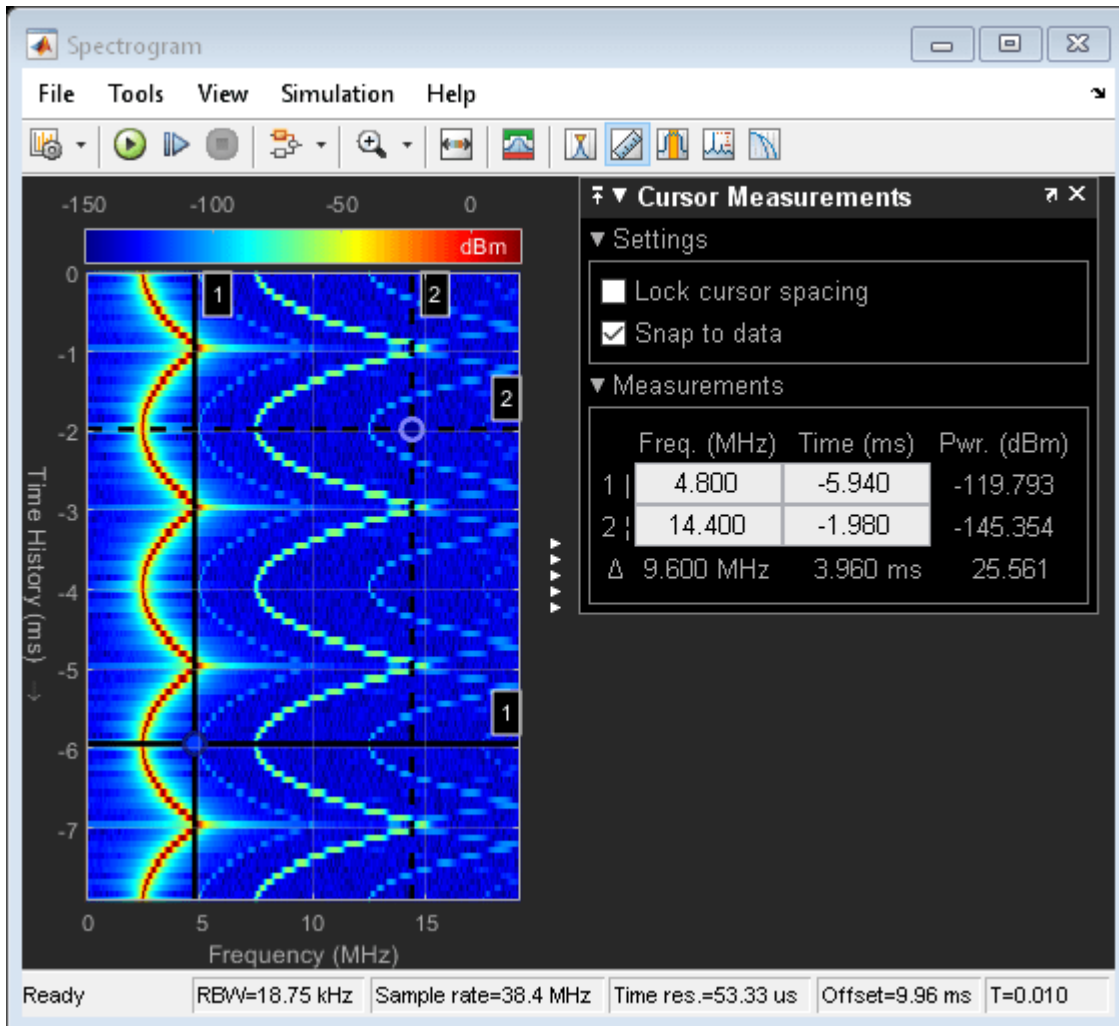 Spectrogram
File Tools View Simulation Help
-150 -100 -50 0
dBm
0
1 2
-1
2
-2
-3
-4
-5
1
-6
-7
0 5 10 15
Frequency (MHz)
Time History (ms) →
Cursor Measurements
▼ Settings
Lock cursor spacing
Snap to data
▼ Measurements
Freq. (MHz) Time (ms) Pwr. (dBm)
1 | 4.800 -5.940 -119.793
2 ¦ 14.400 -1.980 -145.354
Δ 9.600 MHz 3.960 ms 25.561
Ready RBW=18.75 kHz Sample rate=38.4 MHz Time res.=53.33 us Offset=9.96 ms T=0.010